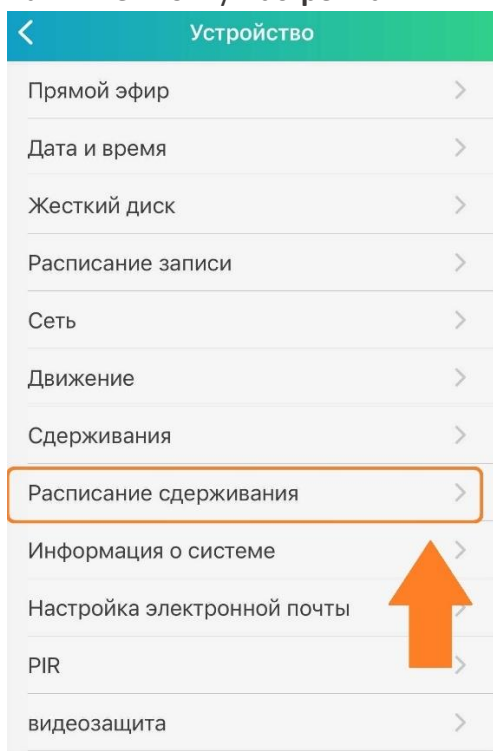 Устройство
Прямой эфир
Дата и время
Жесткий диск
Расписание записи
Сеть
Движение
Сдерживания
Расписание сдерживания
Информация о системе
Настройка электронной почты
PIR
видеозащита